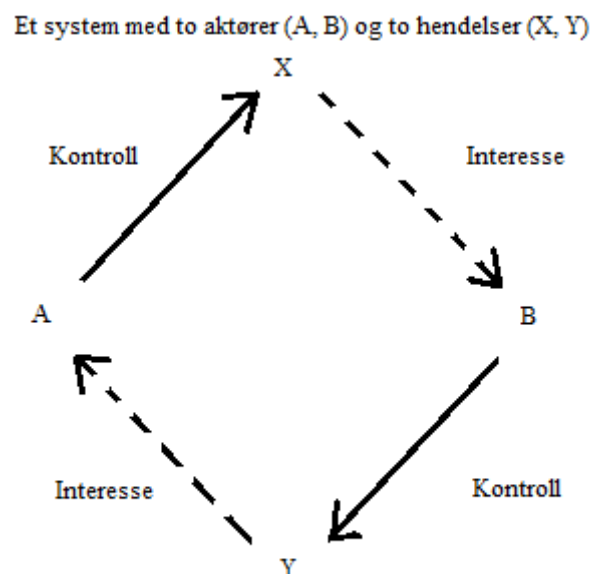 Et system med to aktører (A, B) og to hendelser (X, Y)
X
Kontroll
Interesse
A
B
Interesse
Kontroll
Y